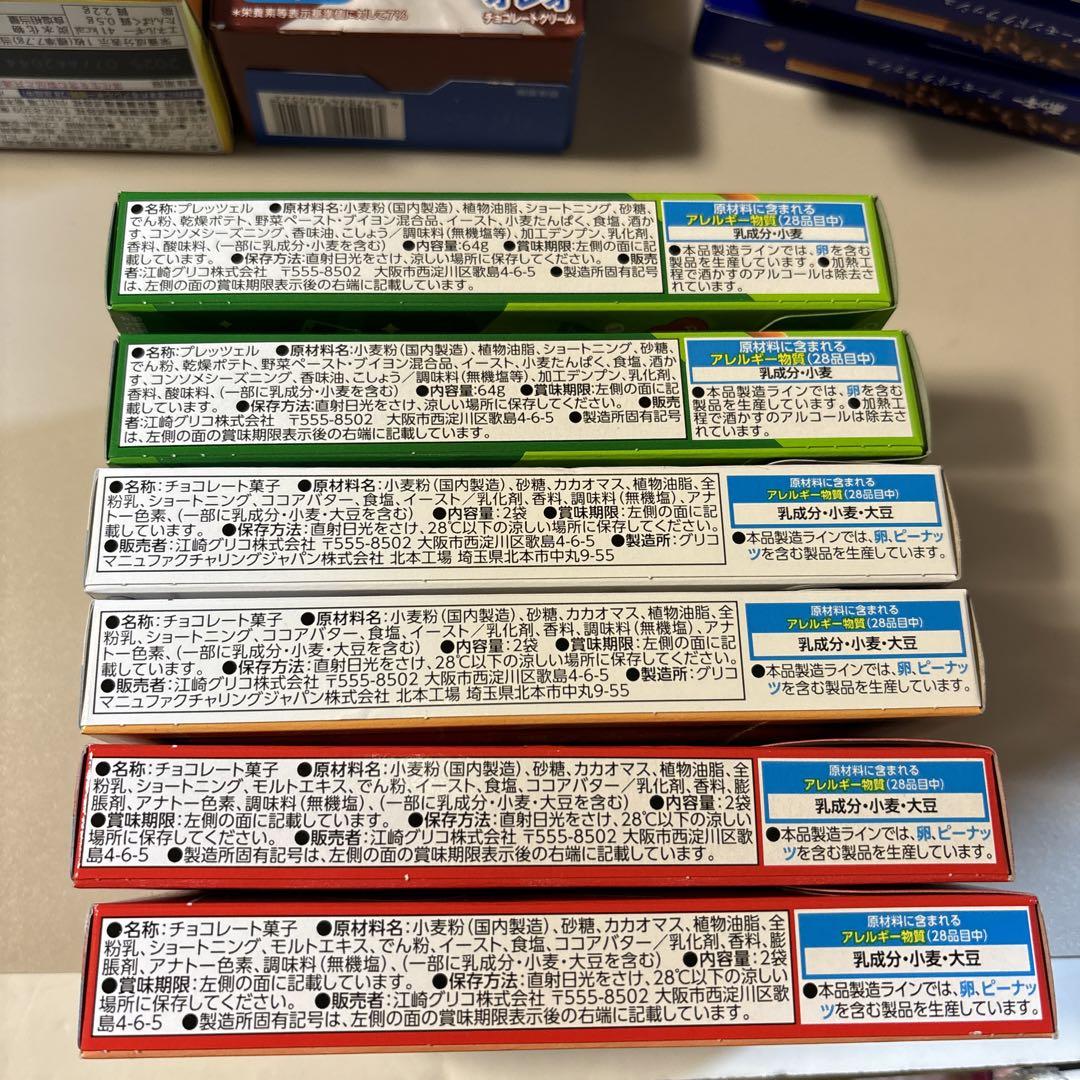 *栄養素等表示基準値に対して7%
チョコレートクリーム
たんぱく質 0.5g
エネルギー 41kcal
アーモンドクラッシュ
●名称:プレッツェル ●原材料名:小麦粉(国内製造)、植物油脂、ショートニング、砂糖、
でん粉、乾燥ポテト、野菜ペースト・ブイヨン混合品、イースト、小麦たんぱく、食塩、酒か
す、コンソメシーズニング、香味油、こしょう/調味料(無機塩等)、加工デンプン、乳化剤、
香料、酸味料、(一部に乳成分・小麦を含む) ●内容量:64g ●賞味期限:左側の面に記
載しています。 ●保存方法:直射日光をさけ、涼しい場所に保存してください。 ●販売
者:江崎グリコ株式会社 〒555-8502 大阪市西淀川区歌島4-6-5 ●製造所固有記号
は、左側の面の賞味期限表示後の右端に記載しています。
原材料に含まれる
アレルギー物質(28品目中)
乳成分・小麦
●本品製造ラインでは、卵を含む
製品を生産しています。●加熱工
程で酒かすのアルコールは除去さ
れています。
●名称:プレッツェル ●原材料名:小麦粉(国内製造)、植物油脂、ショートニング、砂糖、
でん粉、乾燥ポテト、野菜ペースト・ブイヨン混合品、イースト、小麦たんぱく、食塩、酒か
す、コンソメシーズニング、香味油、こしょう/調味料(無機塩等)、加工デンプン、乳化剤、
香料、酸味料、(一部に乳成分・小麦を含む) ●内容量:64g ●賞味期限:左側の面に記
載しています。 ●保存方法:直射日光をさけ、涼しい場所に保存してください。 ●販売
者:江崎グリコ株式会社 〒555-8502 大阪市西淀川区歌島4-6-5 ●製造所固有記号
は、左側の面の賞味期限表示後の右端に記載しています。
原材料に含まれる
アレルギー物質(28品目中)
乳成分・小麦
●本品製造ラインでは、卵を含む
製品を生産しています。●加熱工
程で酒かすのアルコールは除去さ
れています。
●名称:チョコレート菓子 ●原材料名:小麦粉(国内製造)、砂糖、カカオマス、植物油脂、全
粉乳、ショートニング、ココアバター、食塩、イースト/乳化剤、香料、調味料(無機塩)、アナ
トー色素、(一部に乳成分・小麦・大豆を含む) ●内容量:2袋 ●賞味期限:左側の面に記
載しています。 ●保存方法:直射日光をさけ、28℃以下の涼しい場所に保存してください。
●販売者:江崎グリコ株式会社 〒555-8502 大阪市西淀川区歌島4-6-5 ●製造所:グリコ
マニュファクチャリングジャパン株式会社 北本工場 埼玉県北本市中丸9-55
原材料に含まれる
アレルギー物質(28品目中)
乳成分・小麦・大豆
●本品製造ラインでは、卵、ピーナッ
ツを含む製品を生産しています。
●名称:チョコレート菓子 ●原材料名:小麦粉(国内製造)、砂糖、カカオマス、植物油脂、全
粉乳、ショートニング、ココアバター、食塩、イースト/乳化剤、香料、調味料(無機塩)、アナ
トー色素、(一部に乳成分・小麦・大豆を含む) ●内容量:2袋 ●賞味期限:左側の面に記
載しています。 ●保存方法:直射日光をさけ、28℃以下の涼しい場所に保存してください。
●販売者:江崎グリコ株式会社 〒555-8502 大阪市西淀川区歌島4-6-5 ●製造所:グリコ
マニュファクチャリングジャパン株式会社 北本工場 埼玉県北本市中丸9-55
原材料に含まれる
アレルギー物質(28品目中)
乳成分・小麦・大豆
●本品製造ラインでは、卵、ピーナッ
ツを含む製品を生産しています。
●名称:チョコレート菓子 ●原材料名:小麦粉(国内製造)、砂糖、カカオマス、植物油脂、全
粉乳、ショートニング、モルトエキス、でん粉、イースト、食塩、ココアバター/乳化剤、香料、膨
脹剤、アナトー色素、調味料(無機塩)、(一部に乳成分・小麦・大豆を含む) ●内容量:2袋
●賞味期限:左側の面に記載しています。 ●保存方法:直射日光をさけ、28℃以下の涼しい
場所に保存してください。 ●販売者:江崎グリコ株式会社 〒555-8502 大阪市西淀川区歌
島4-6-5 ●製造所固有記号は、左側の面の賞味期限表示後の右端に記載しています。
原材料に含まれる
アレルギー物質(28品目中)
乳成分・小麦・大豆
●本品製造ラインでは、卵、ピーナッ
ツを含む製品を生産しています。
●名称:チョコレート菓子 ●原材料名:小麦粉(国内製造)、砂糖、カカオマス、植物油脂、全
粉乳、ショートニング、モルトエキス、でん粉、イースト、食塩、ココアバター/乳化剤、香料、膨
脹剤、アナトー色素、調味料(無機塩)、(一部に乳成分・小麦・大豆を含む) ●内容量:2袋
●賞味期限:左側の面に記載しています。 ●保存方法:直射日光をさけ、28℃以下の涼しい
場所に保存してください。 ●販売者:江崎グリコ株式会社 〒555-8502 大阪市西淀川区歌
島4-6-5 ●製造所固有記号は、左側の面の賞味期限表示後の右端に記載しています。
原材料に含まれる
アレルギー物質(28品目中)
乳成分・小麦・大豆
●本品製造ラインでは、卵、ピーナッ
ツを含む製品を生産しています。